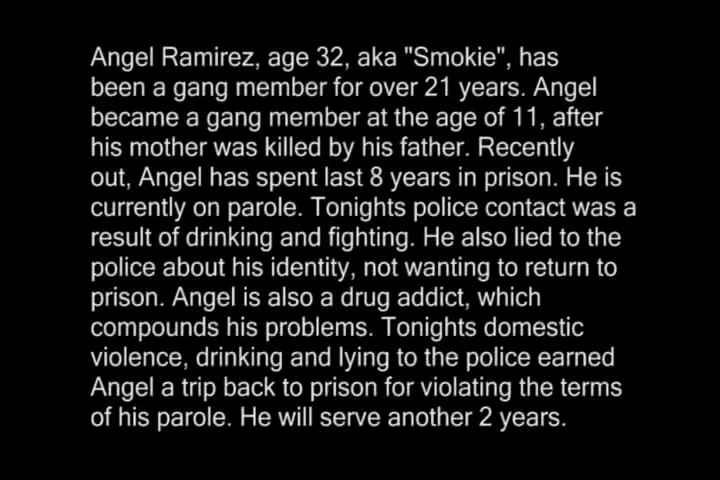 Angel Ramirez, age 32, aka "Smokie", has
been a gang member for over 21 years. Angel
became a gang member at the age of 11, after
his mother was killed by his father. Recently
out, Angel has spent last 8 years in prison. He is
currently on parole. Tonights police contact was a
result of drinking and fighting. He also lied to the
police about his identity, not wanting to return to
prison. Angel is also a drug addict, which
compounds his problems. Tonights domestic
violence, drinking and lying to the police earned
Angel a trip back to prison for violating the terms
of his parole. He will serve another 2 years.